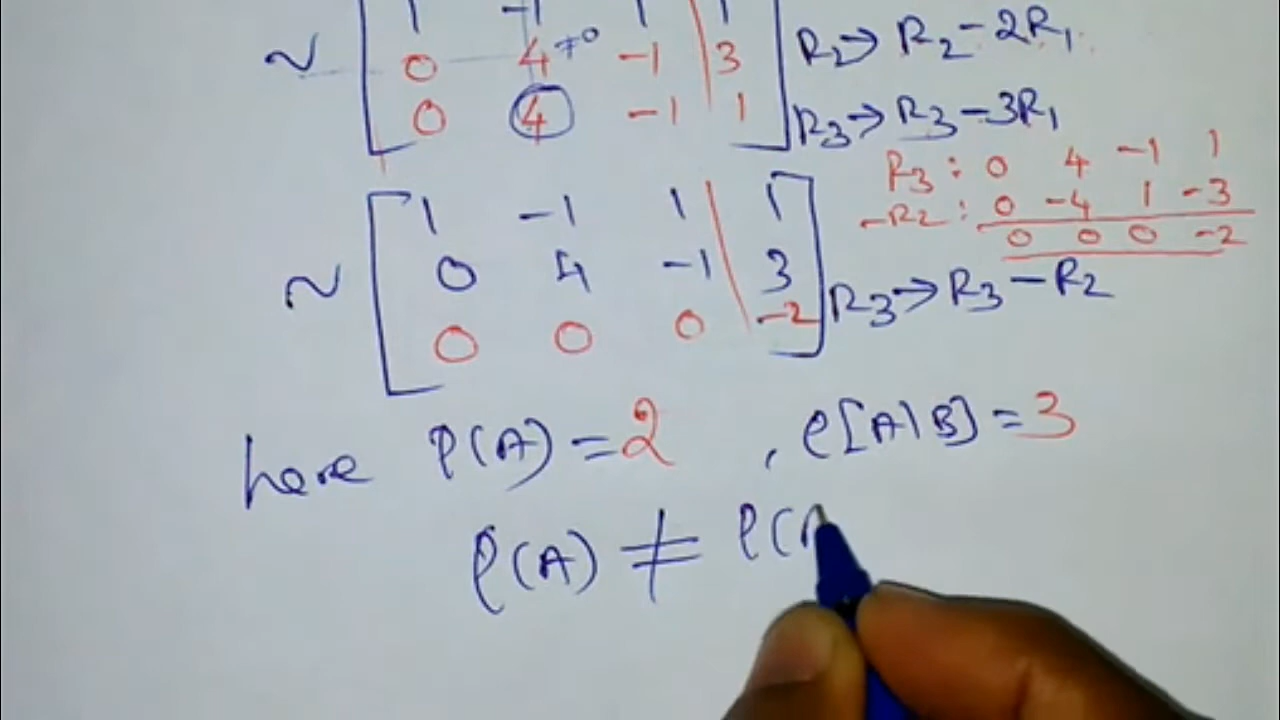 1 -1 1 1
~ 0 4 ≠0 -1 3 R2→ R2-2R1
0 4 -1 1 R3→ R3-3R1
R3 : 0 4 -1 1
-R2 : 0 -4 1 -3
0 0 0 -2
1 -1 1 1
~ 0 4 -1 3 R3→ R3-R2
0 0 0 -2
here ρ(A) = 2 , ρ[A|B] = 3
ρ(A) ≠ ρ(A